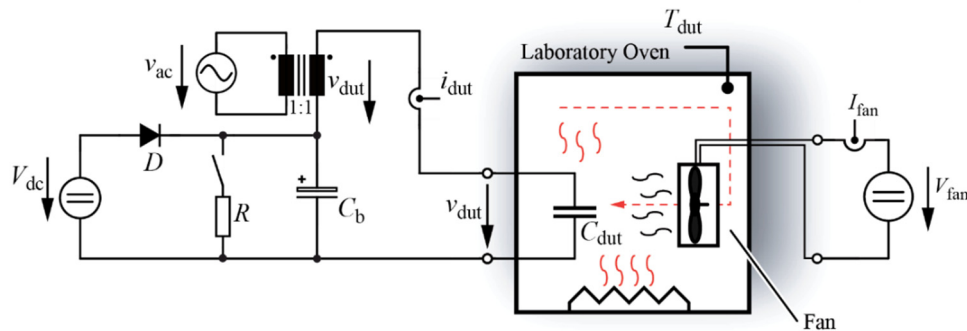 T_dut
Laboratory Oven
v_ac
1:1
v_dut
i_dut
I_fan
D
V_dc
R
+
C_b
v_dut
C_dut
V_fan
Fan